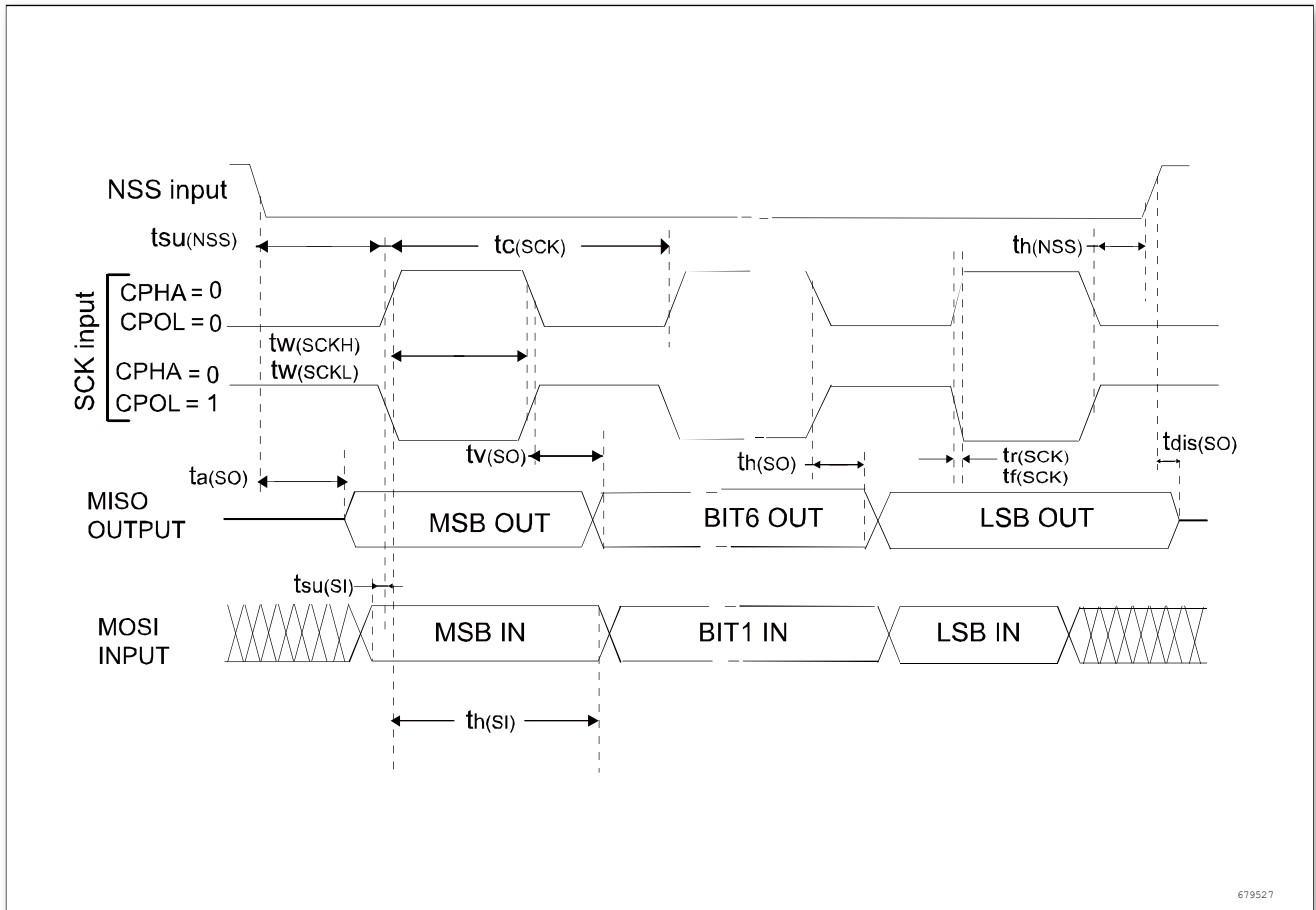 NSS input
tsu(NSS)
tc(SCK)
th(NSS)
SCK input
CPHA = 0
CPOL = 0
tw(SCKH)
CPHA = 0
tw(SCKL)
CPOL = 1
tv(SO)
th(SO)
tr(SCK)
tf(SCK)
tdis(SO)
ta(SO)
MISO
OUTPUT
MSB OUT
BIT6 OUT
LSB OUT
tsu(SI)
MOSI
INPUT
MSB IN
BIT1 IN
LSB IN
th(SI)
679527